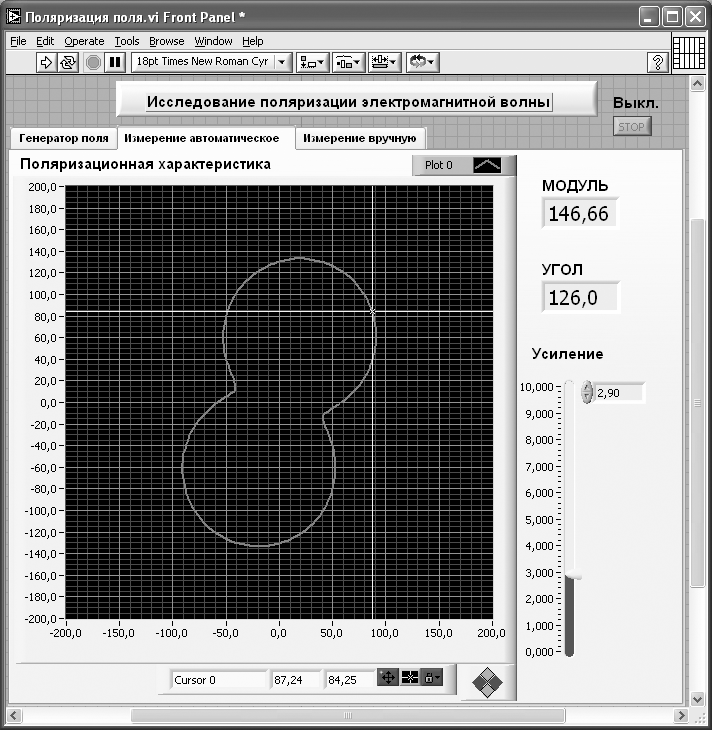 Поляризация поля.vi Front Panel *
File Edit Operate Tools Browse Window Help
18pt Times New Roman Cyr
?
Исследование поляризации электромагнитной волны
Выкл.
STOP
Генератор поля Измерение автоматическое Измерение вручную
Поляризационная характеристика
Plot 0
200,0
180,0
160,0
140,0
120,0
100,0
80,0
60,0
40,0
20,0
0,0
-20,0
-40,0
-60,0
-80,0
-100,0
-120,0
-140,0
-160,0
-180,0
-200,0
-200,0 -150,0 -100,0 -50,0 0,0 50,0 100,0 150,0 200,0
Cursor 0 87,24 84,25
МОДУЛЬ
146,66
УГОЛ
126,0
Усиление
2,90
10,000
9,000
8,000
7,000
6,000
5,000
4,000
3,000
2,000
1,000
0,000